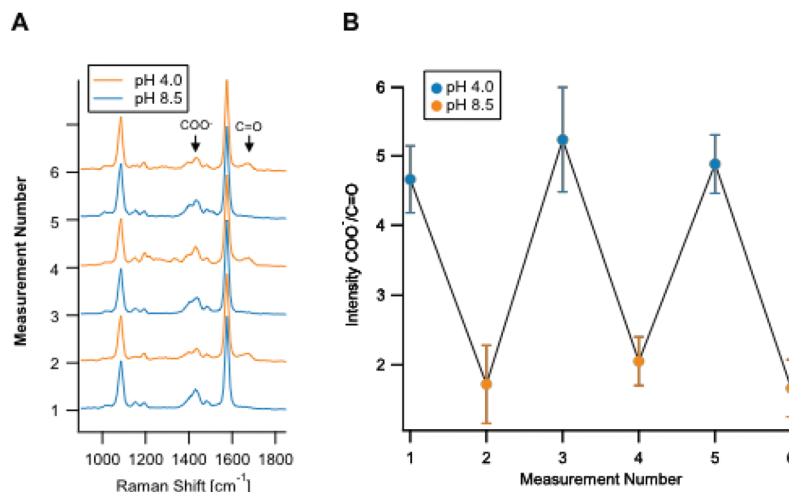 A
pH 4.0
pH 8.5
COO⁻
C=O
6
5
4
3
2
1
Measurement Number
1000 1200 1400 1600 1800
Raman Shift [cm⁻¹]
B
pH 4.0
pH 8.5
6
5
4
3
2
Intensity COO⁻/C=O
1 2 3 4 5 6
Measurement Number